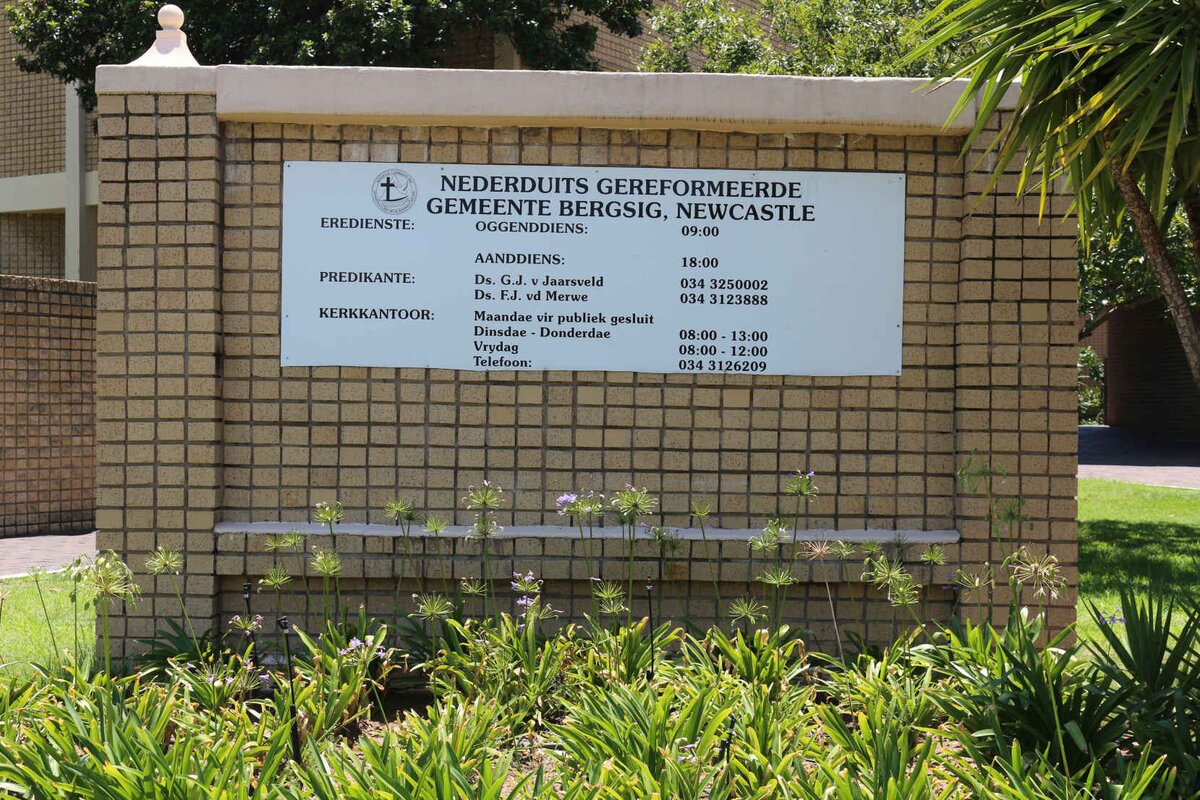 NEDERDUITS GEREFORMEERDE
GEMEENTE BERGSIG, NEWCASTLE
EREDIENSTE: OGGENDDIENS: 09:00
AANDDIENS: 18:00
PREDIKANTE: Ds. G.J. v Jaarsveld 034 3250002
Ds. F.J. vd Merwe 034 3123888
KERKKANTOOR: Maandae vir publiek gesluit
Dinsdae - Donderdae 08:00 - 13:00
Vrydag 08:00 - 12:00
Telefoon: 034 3126209